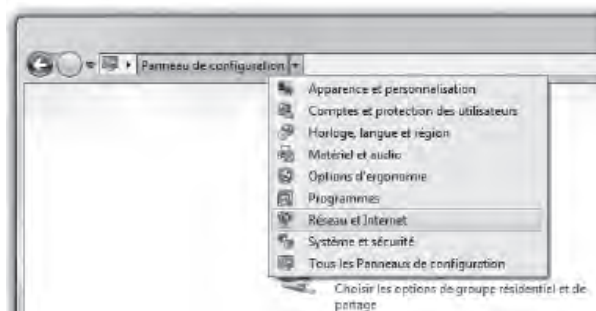 Panneau de configuration
Apparence et personnalisation
Comptes et protection des utilisateurs
Horloge, langue et région
Matériel et audio
Options d'ergonomie
Programmes
Réseau et Internet
Système et sécurité
Tous les Panneaux de configuration
Choisir les options de groupe résidentiel et de
partage